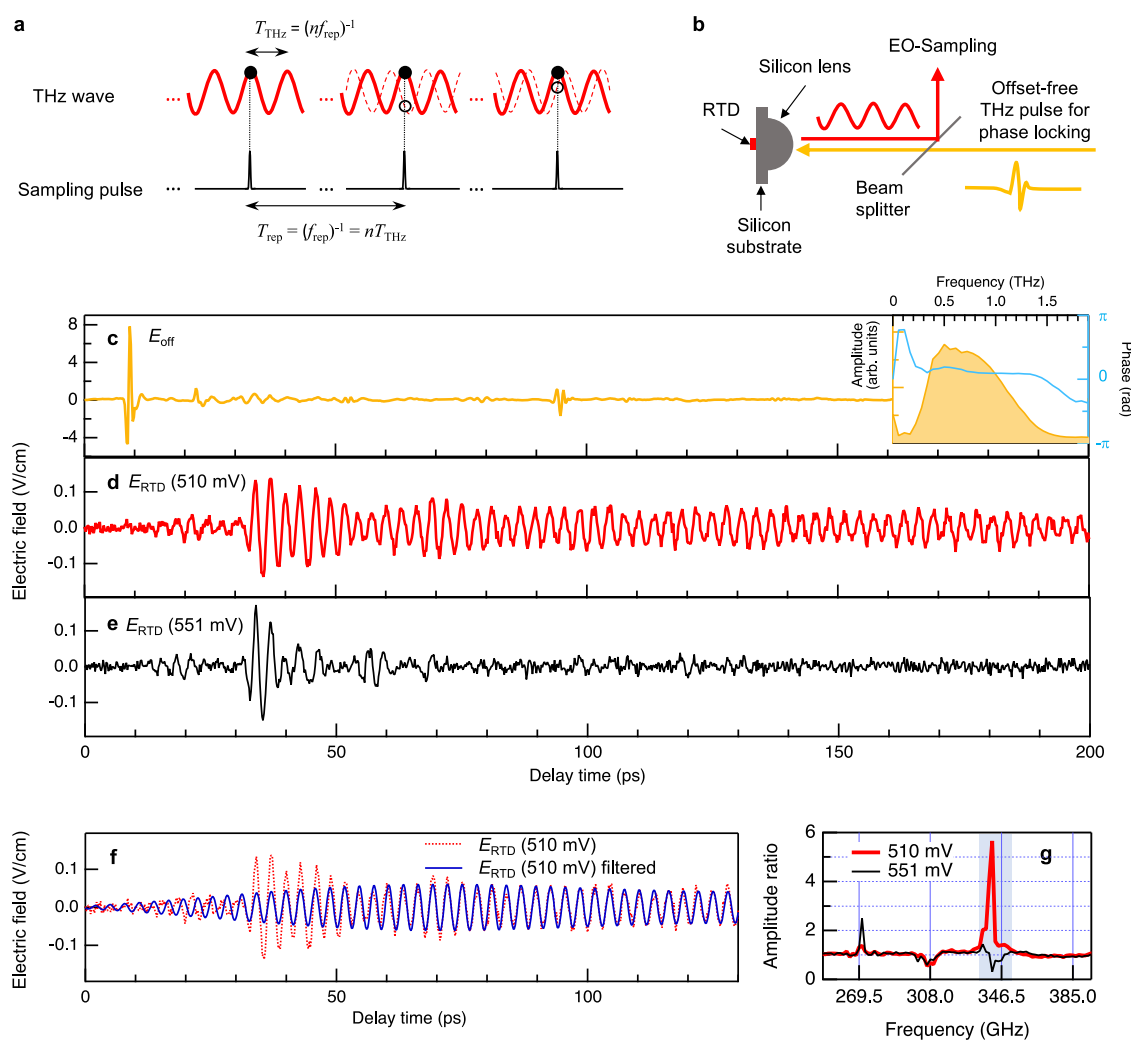 a
T_THz = (nf_rep)^-1
THz wave
...
...
...
Sampling pulse
...
...
...
T_rep = (f_rep)^-1 = nT_THz
b
EO-Sampling
Silicon lens
RTD
Offset-free
THz pulse for
phase locking
Beam
splitter
Silicon
substrate
Frequency (THz)
0 0.5 1.0 1.5
Amplitude
(arb. units)
π
0
-π
Phase (rad)
c E_off
8
4
0
-4
Electric field (V/cm)
d E_RTD (510 mV)
0.1
0.0
-0.1
e E_RTD (551 mV)
0.1
0.0
-0.1
0 50 100 150 200
Delay time (ps)
f
E_RTD (510 mV)
E_RTD (510 mV) filtered
Electric field (V/cm)
0.1
0.0
-0.1
0 50 100
Delay time (ps)
g
510 mV
551 mV
Amplitude ratio
6
4
2
0
269.5 308.0 346.5 385.0
Frequency (GHz)